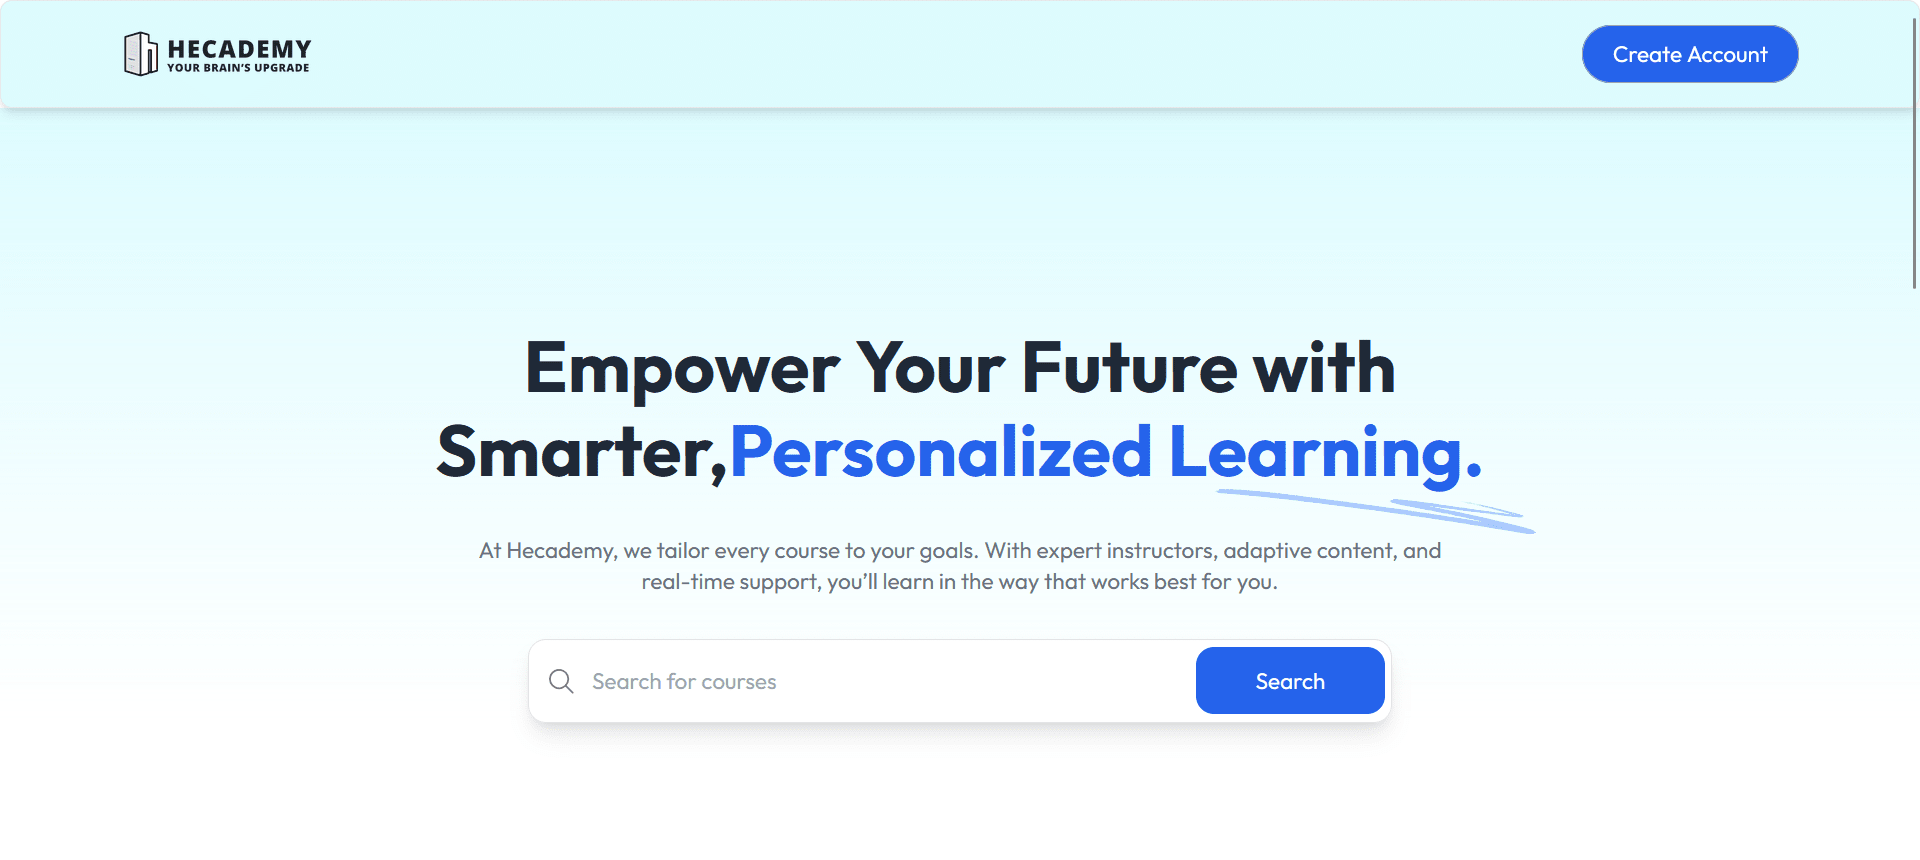 HECADEMY
YOUR BRAIN'S UPGRADE
Create Account
Empower Your Future with
Smarter,Personalized Learning.
At Hecademy, we tailor every course to your goals. With expert instructors, adaptive content, and
real-time support, you’ll learn in the way that works best for you.
Search for courses
Search